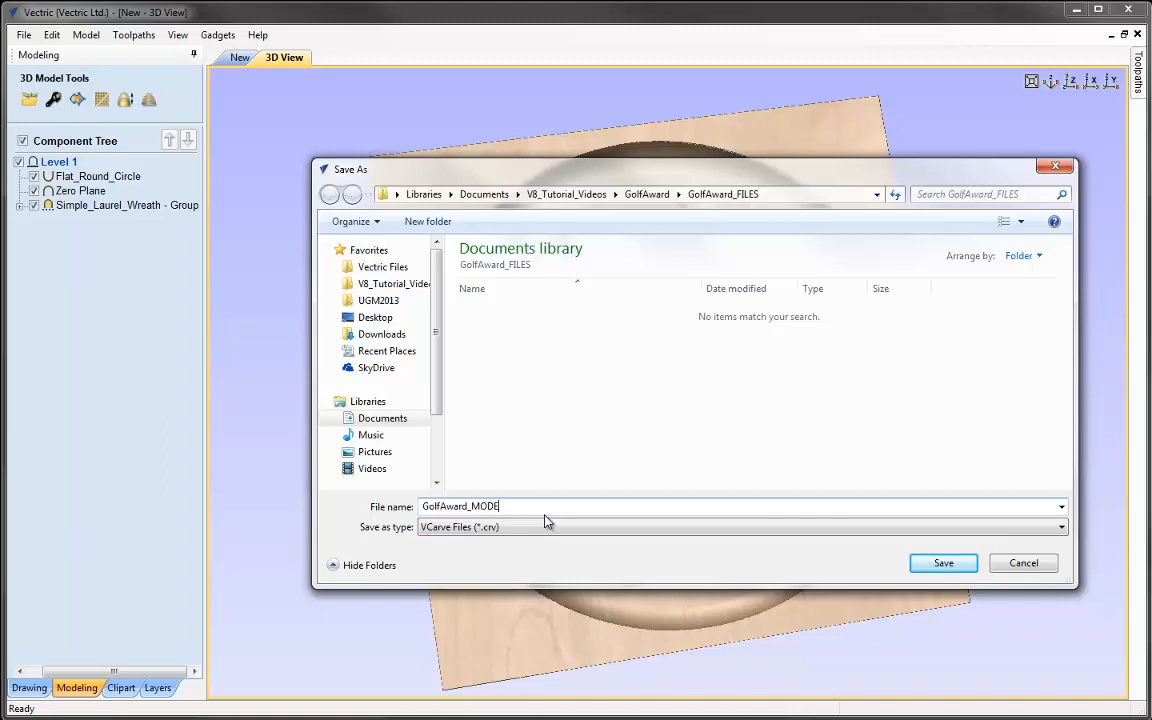 Vectric (Vectric Ltd.) - [New - 3D View]
File Edit Model Toolpaths View Gadgets Help
Modeling
New 3D View
Toolpaths
3D Model Tools
Component Tree
Level 1
Flat_Round_Circle
Zero Plane
Simple_Laurel_Wreath - Group
Save As
Libraries Documents V8_Tutorial_Videos GolfAward GolfAward_FILES
Search GolfAward_FILES
Organize New folder
Favorites
Vectric Files
V8_Tutorial_Vide
UGM2013
Desktop
Downloads
Recent Places
SkyDrive
Libraries
Documents
Music
Pictures
Videos
Documents library
GolfAward_FILES
Arrange by: Folder
Name Date modified Type Size
No items match your search.
File name: GolfAward_MODE
Save as type: VCarve Files (*.crv)
Hide Folders
Save Cancel
Drawing Modeling Clipart Layers
Ready